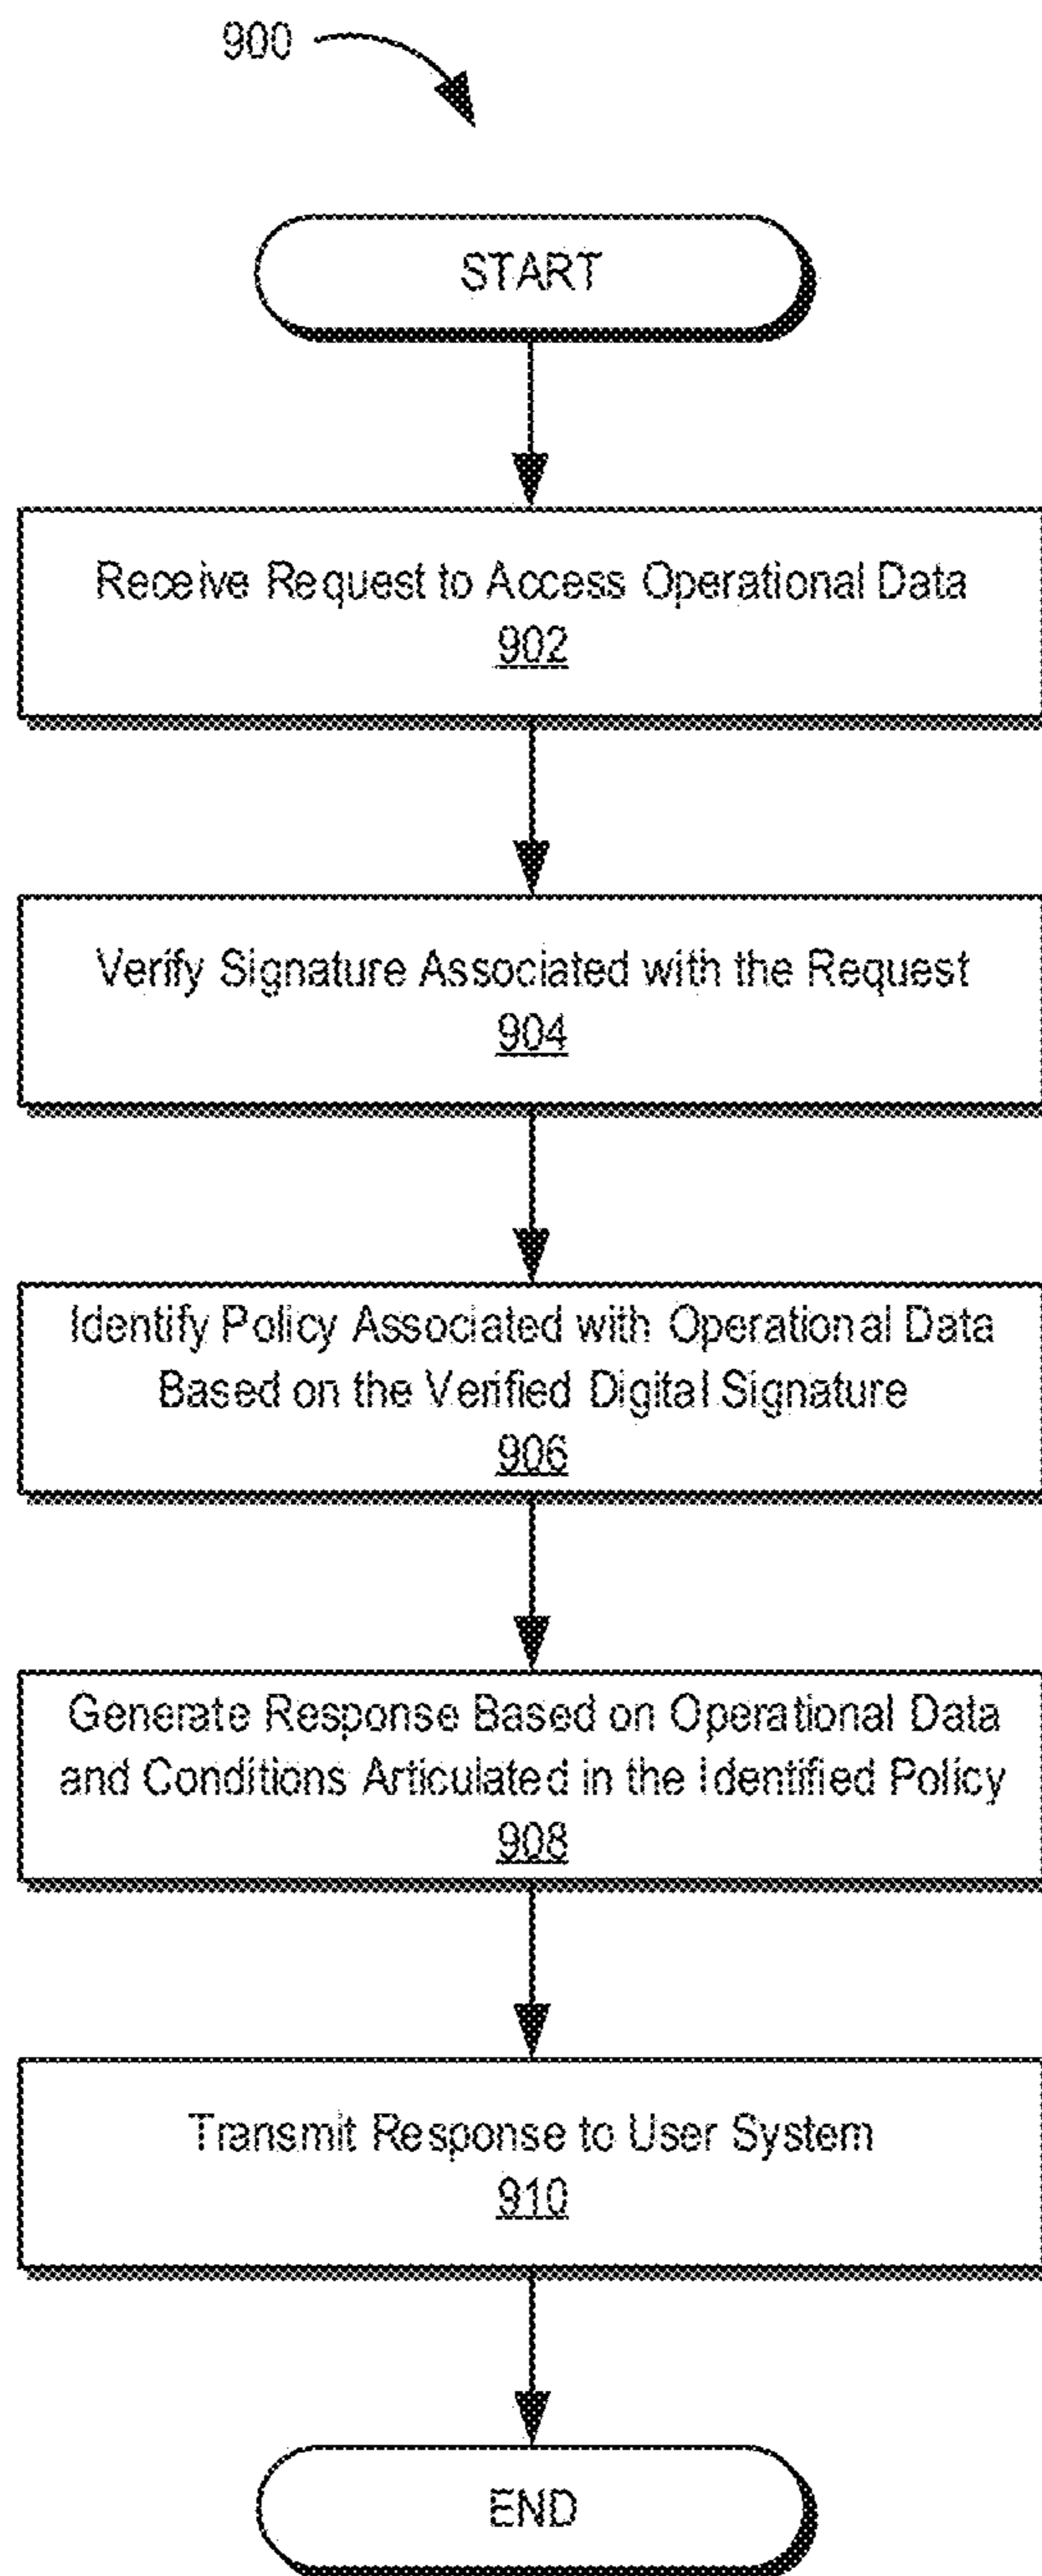 900
START
Receive Request to Access Operational Data
902
Verify Signature Associated with the Request
904
Identify Policy Associated with Operational Data
Based on the Verified Digital Signature
906
Generate Response Based on Operational Data
and Conditions Articulated in the Identified Policy
908
Transmit Response to User System
910
END